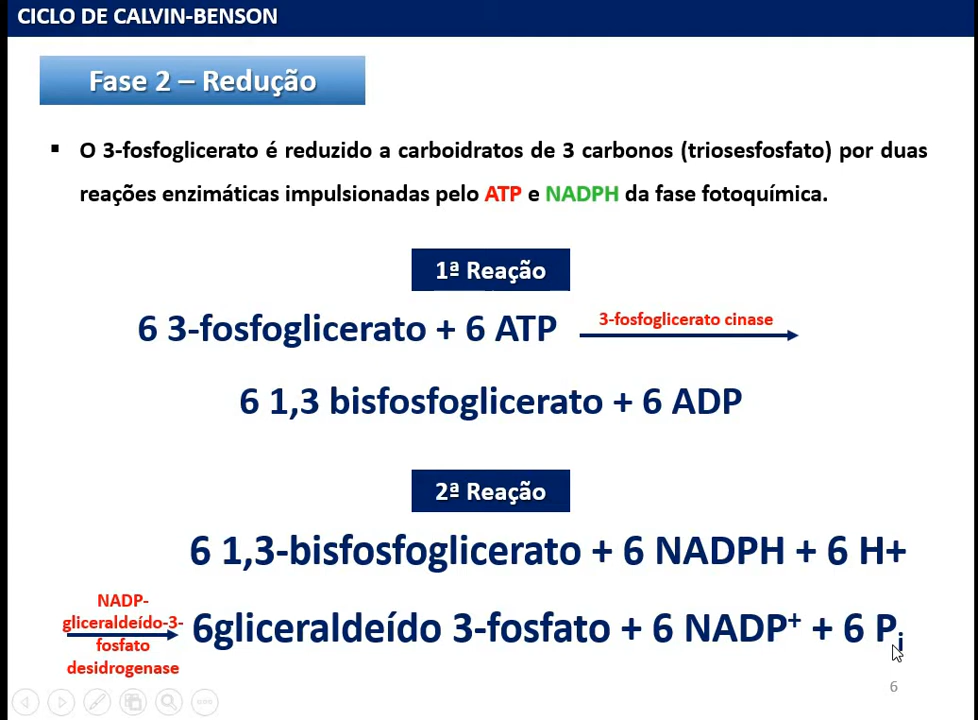 CICLO DE CALVIN-BENSON
Fase 2 – Redução
▪ O 3-fosfoglicerato é reduzido a carboidratos de 3 carbonos (triosesfosfato) por duas
reações enzimáticas impulsionadas pelo ATP e NADPH da fase fotoquímica.
1ª Reação
6 3-fosfoglicerato + 6 ATP
3-fosfoglicerato cinase
6 1,3 bisfosfoglicerato + 6 ADP
2ª Reação
6 1,3-bisfosfoglicerato + 6 NADPH + 6 H+
NADP-
gliceraldeído-3-
fosfato
desidrogenase
6gliceraldeído 3-fosfato + 6 NADP⁺ + 6 Pᵢ
6